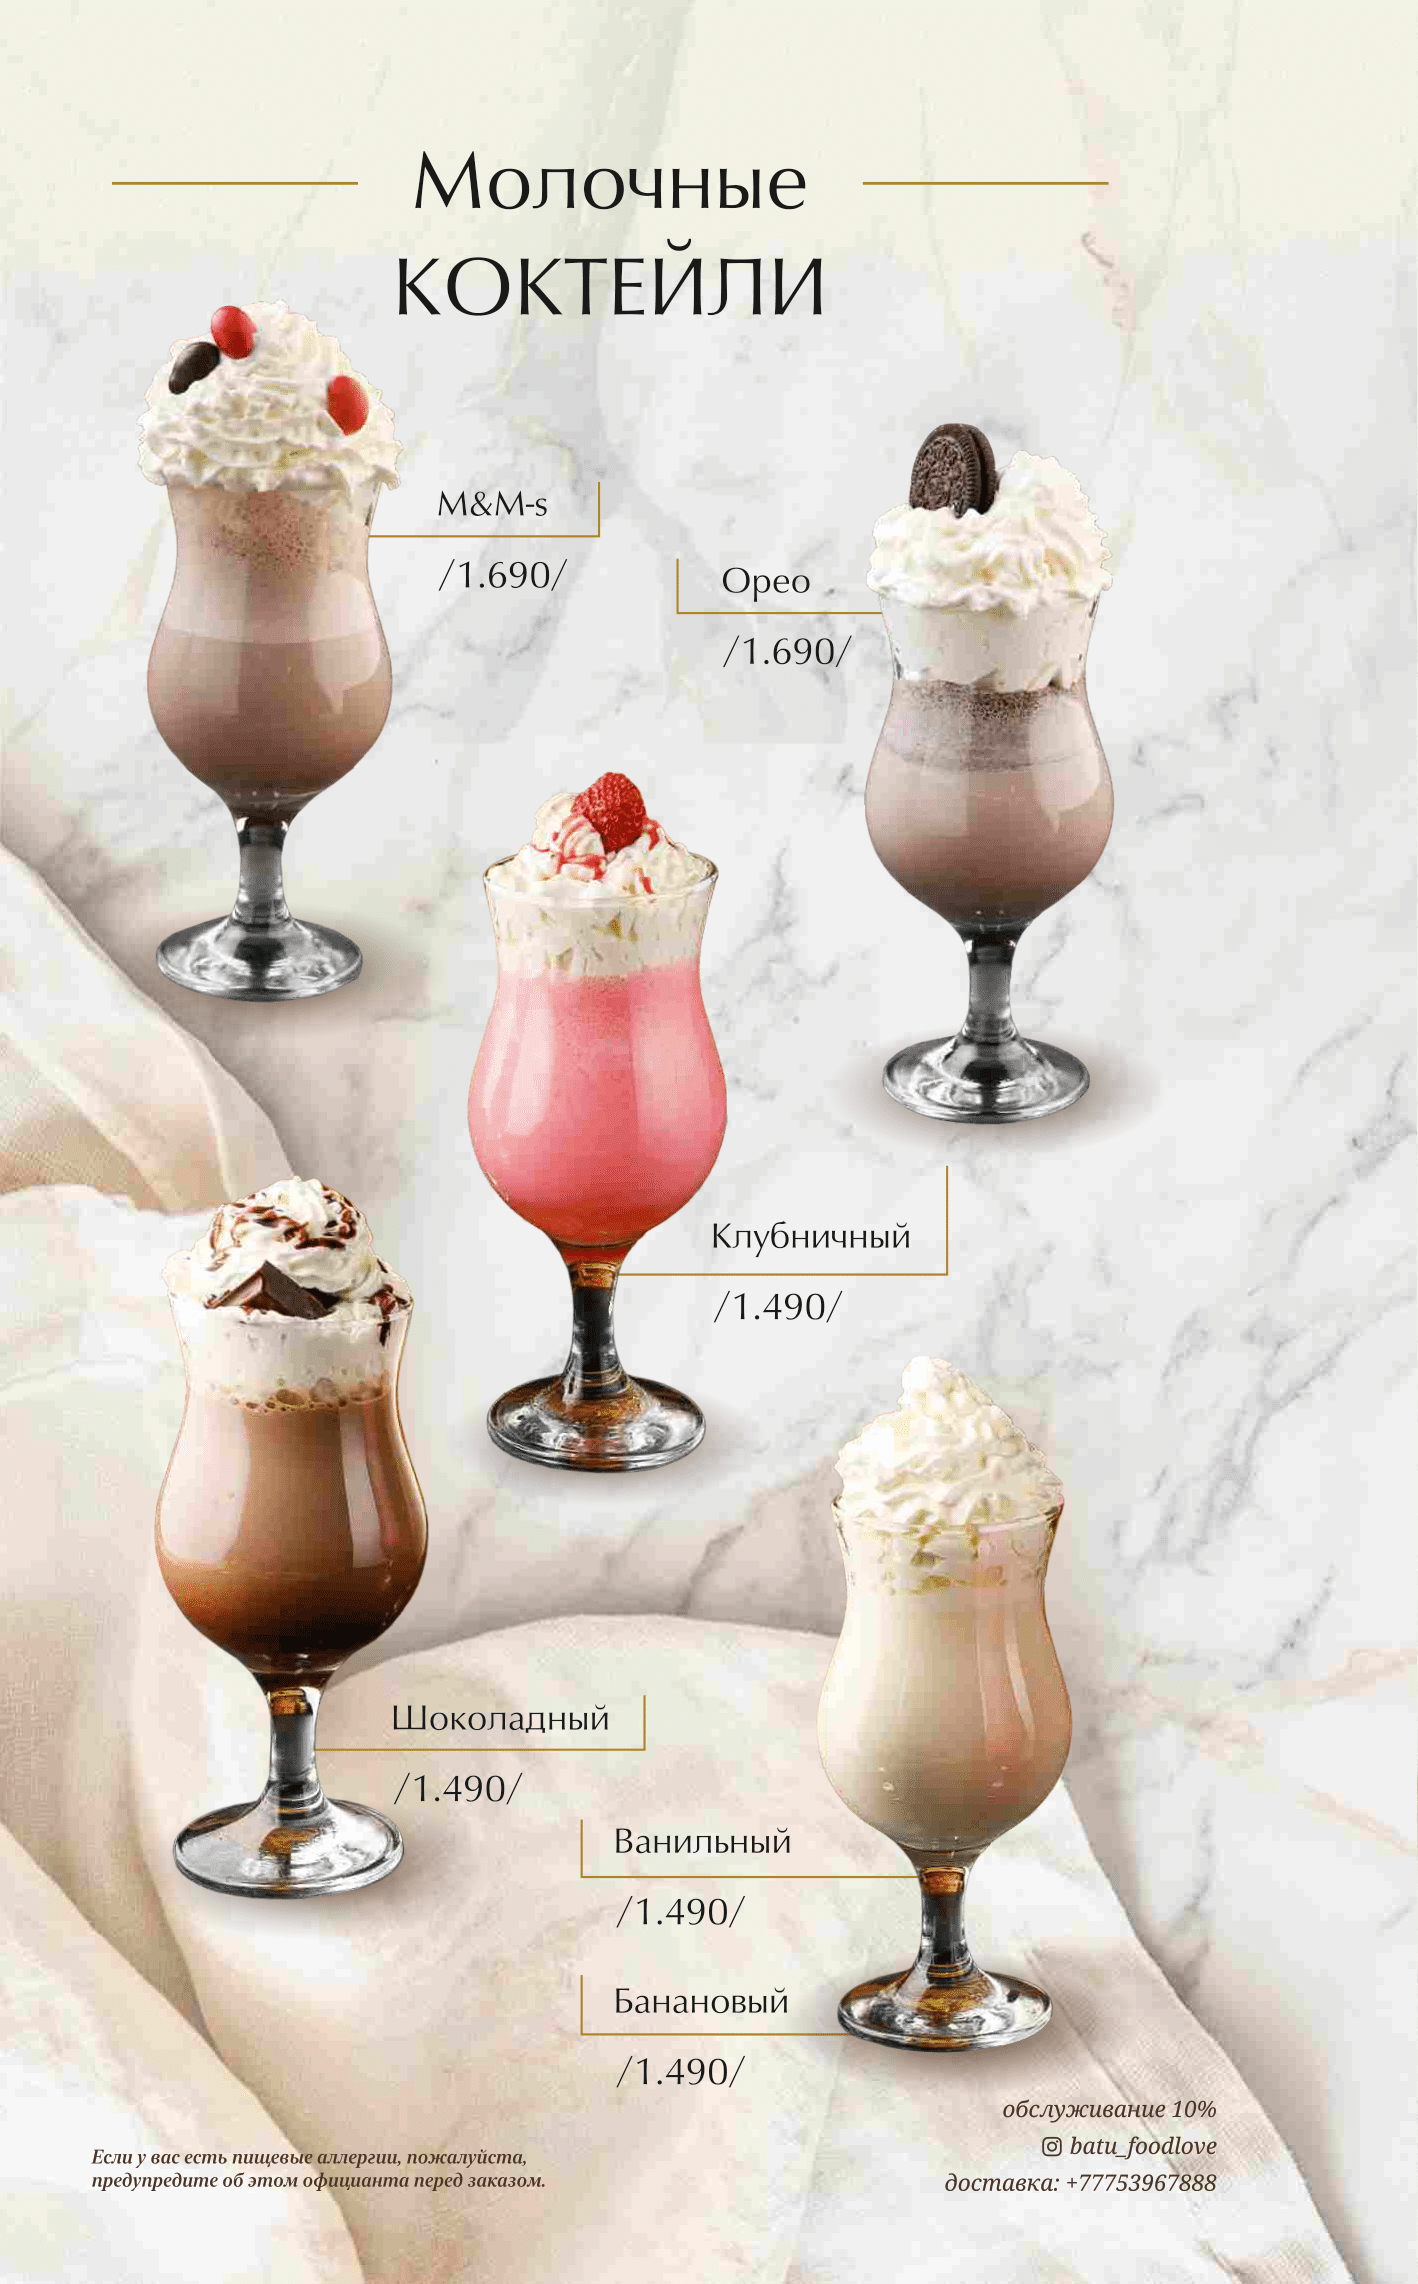 Молочные
КОКТЕЙЛИ
M&M-s
/1.690/
Орео
/1.690/
Клубничный
/1.490/
Шоколадный
/1.490/
Ванильный
/1.490/
Банановый
/1.490/
обслуживание 10%
batu_foodlove
доставка: +77753967888
Если у вас есть пищевые аллергии, пожалуйста,
предупредите об этом официанта перед заказом.